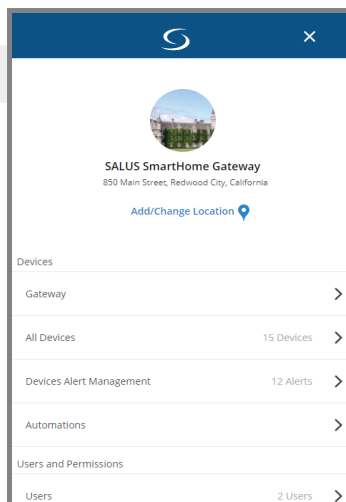 SALUS SmartHome Gateway
850 Main Street, Redwood City, California
Add/Change Location
Devices
Gateway
All Devices 15 Devices
Devices Alert Management 12 Alerts
Automations
Users and Permissions
Users 2 Users